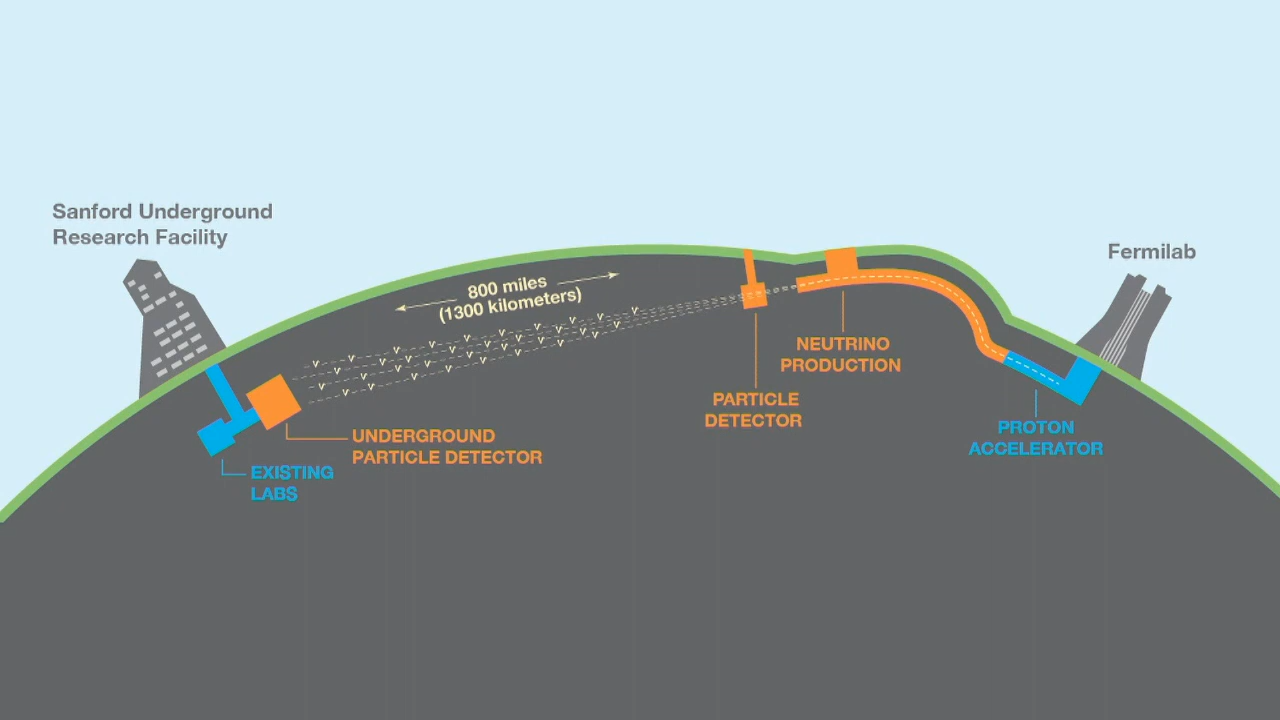 Sanford Underground
Research Facility
Fermilab
800 miles
(1300 kilometers)
NEUTRINO
PRODUCTION
PARTICLE
DETECTOR
PROTON
ACCELERATOR
UNDERGROUND
PARTICLE DETECTOR
EXISTING
LABS